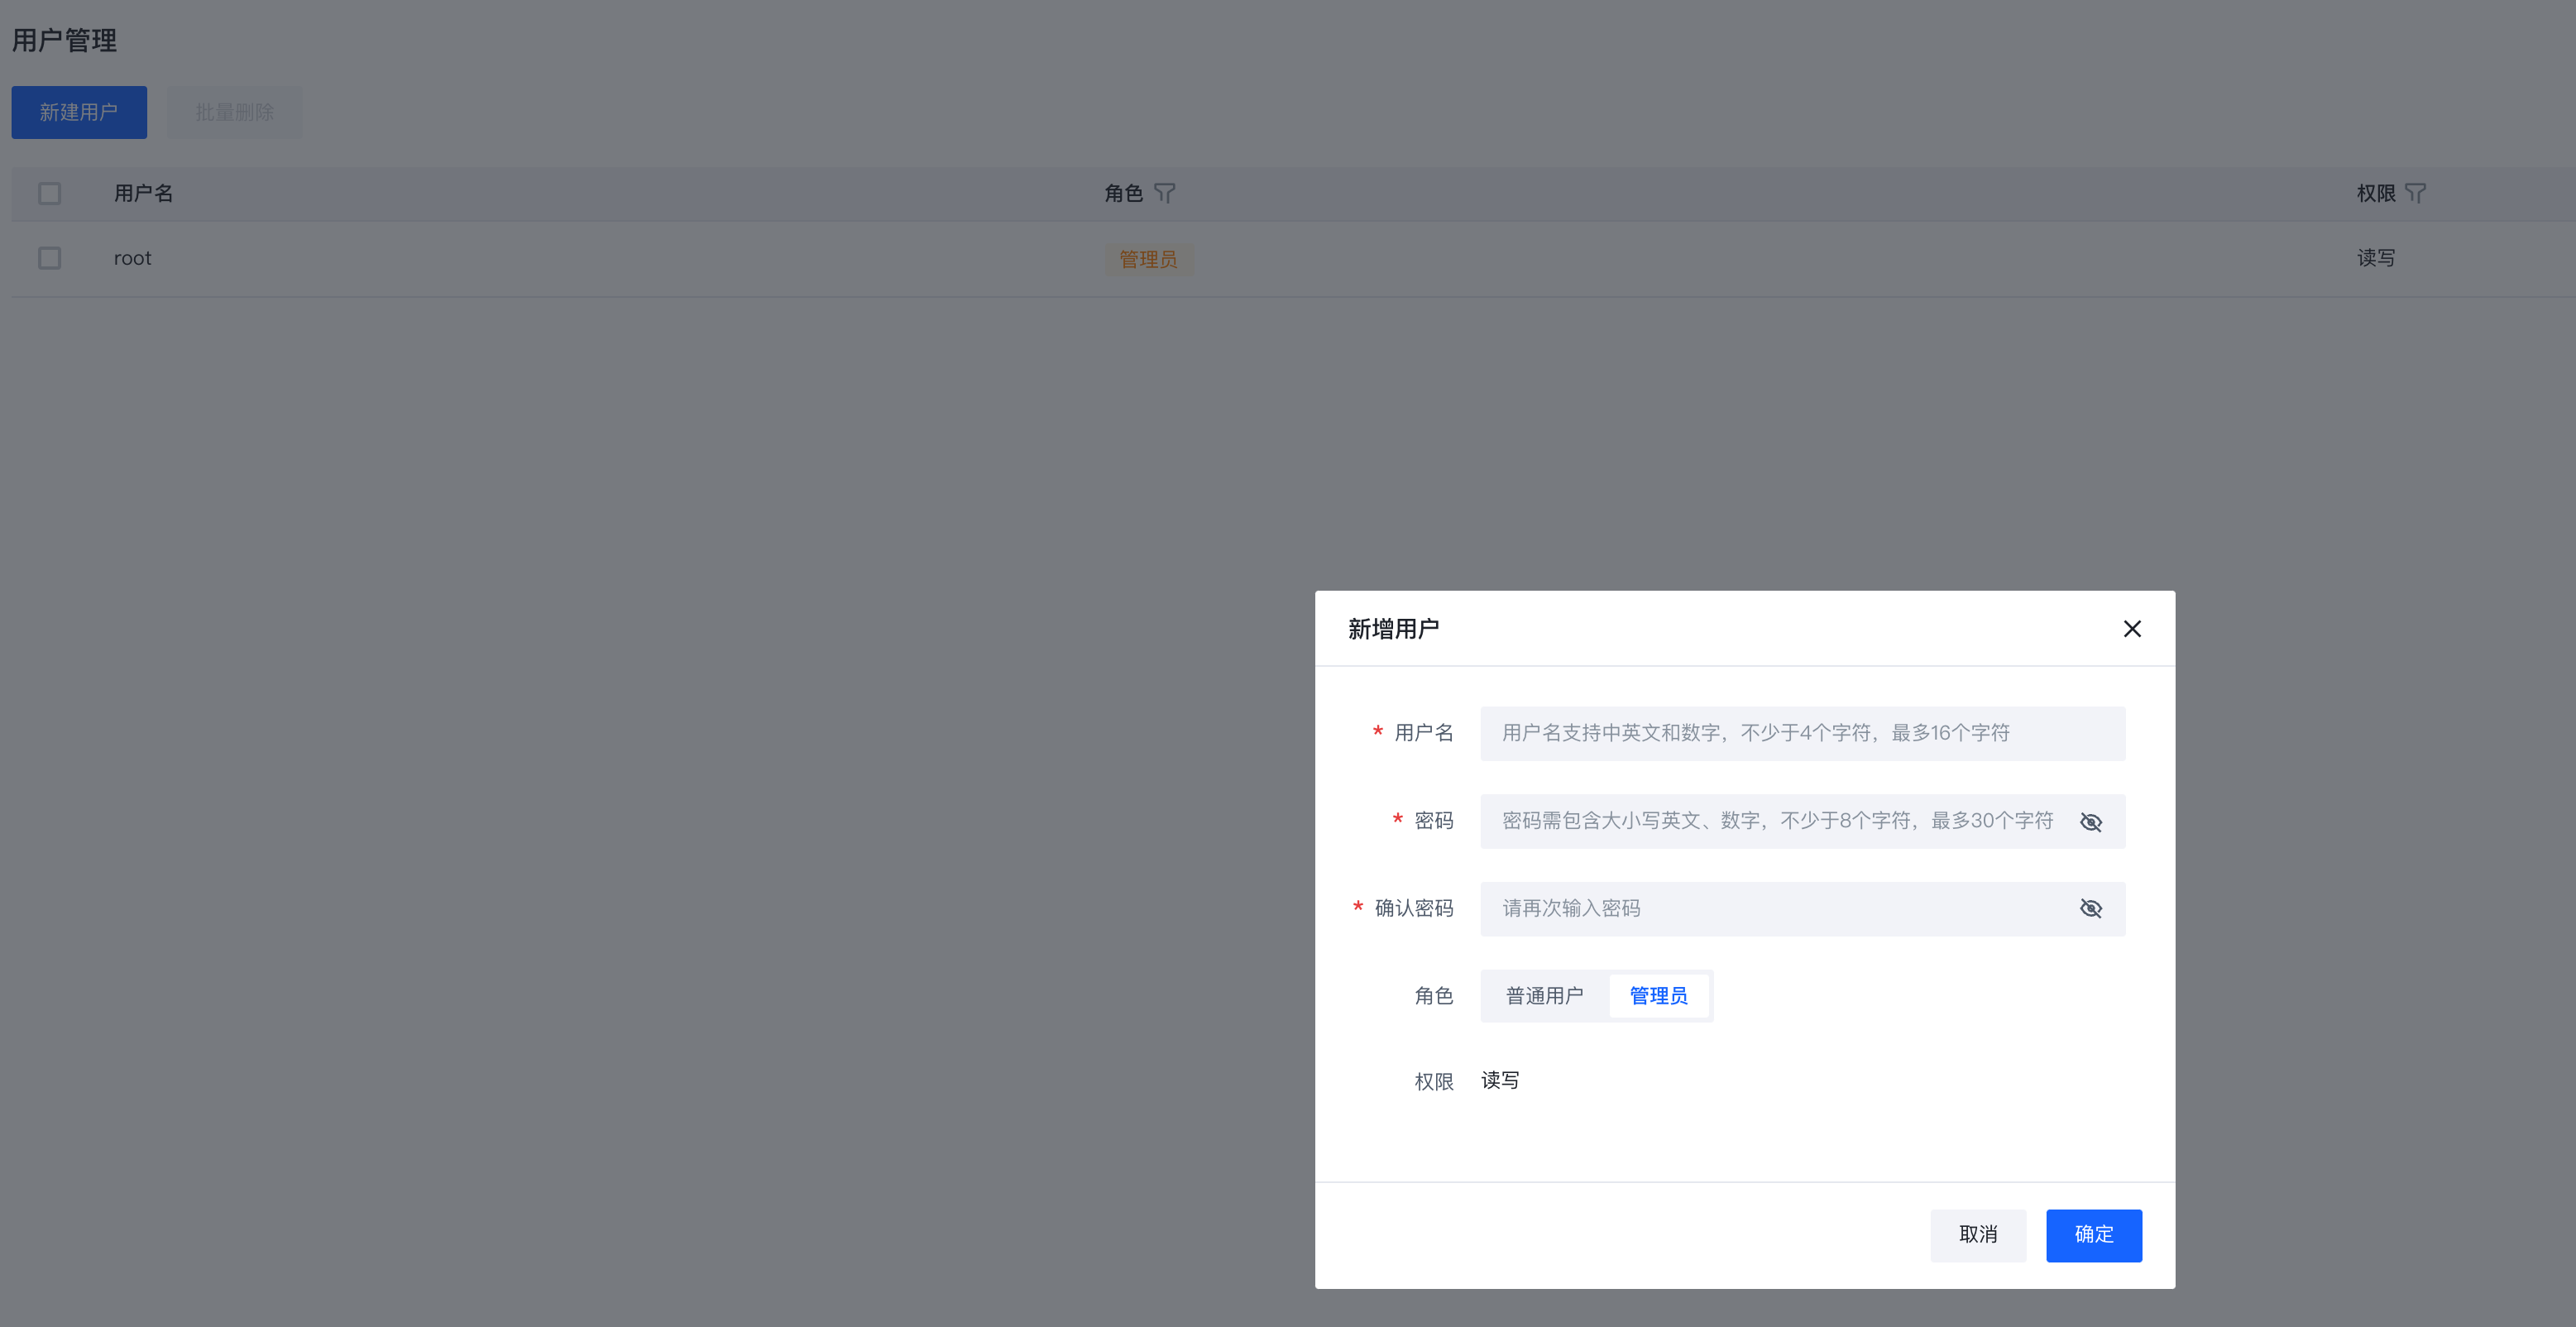 用户管理
新建用户 批量删除
用户名 角色 权限
root 管理员 读写
新增用户
* 用户名 用户名支持中英文和数字，不少于4个字符，最多16个字符
* 密码 密码需包含大小写英文、数字，不少于8个字符，最多30个字符
* 确认密码 请再次输入密码
角色 普通用户 管理员
权限 读写
取消 确定